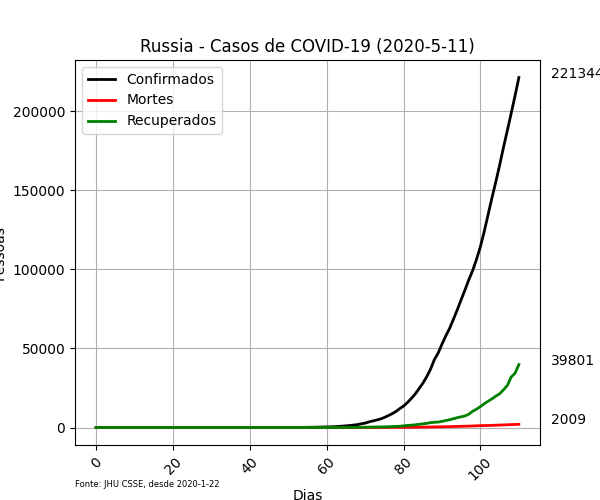 Russia - Casos de COVID-19 (2020-5-11)
Confirmados
Mortes
Recuperados
221344
200000
150000
100000
50000
0
39801
2009
0 20 40 60 80 100
Fonte: JHU CSSE, desde 2020-1-22
Dias